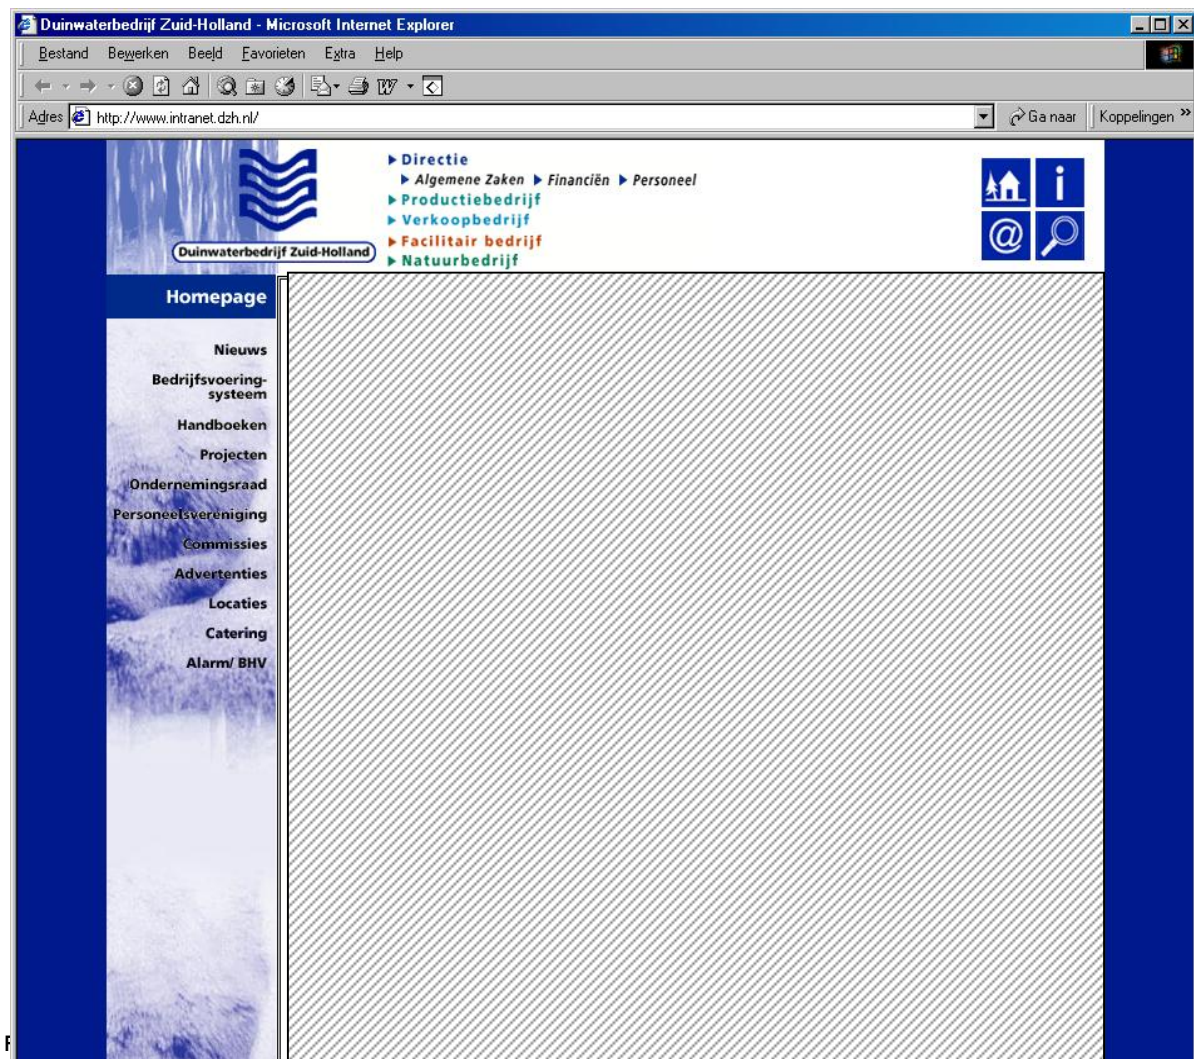 Duinwaterbedrijf Zuid-Holland - Microsoft Internet Explorer
Bestand Bewerken Beeld Favorieten Extra Help
Adres http://www.intranet.dzh.nl/ Ga naar Koppelingen »
Directie
Algemene Zaken Financiën Personeel
Productiebedrijf
Verkoopbedrijf
Facilitair bedrijf
Natuurbedrijf
Duinwaterbedrijf Zuid-Holland
i
@
Homepage
Nieuws
Bedrijfsvoering-
systeem
Handboeken
Projecten
Ondernemingsraad
Personeelsvereniging
Commissies
Advertenties
Locaties
Catering
Alarm/ BHV